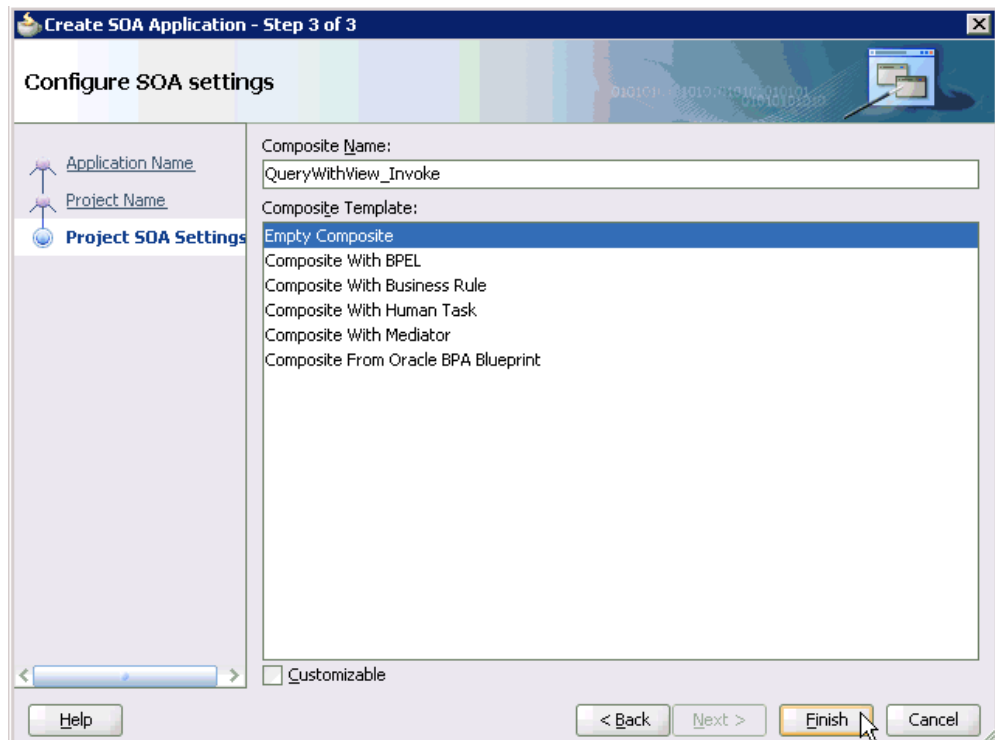 Create SOA Application - Step 3 of 3
Configure SOA settings
Application Name
Project Name
Project SOA Settings
Composite Name:
QueryWithView_Invoke
Composite Template:
Empty Composite
Composite With BPEL
Composite With Business Rule
Composite With Human Task
Composite With Mediator
Composite From Oracle BPA Blueprint
Customizable
Help
< Back
Next >
Finish
Cancel